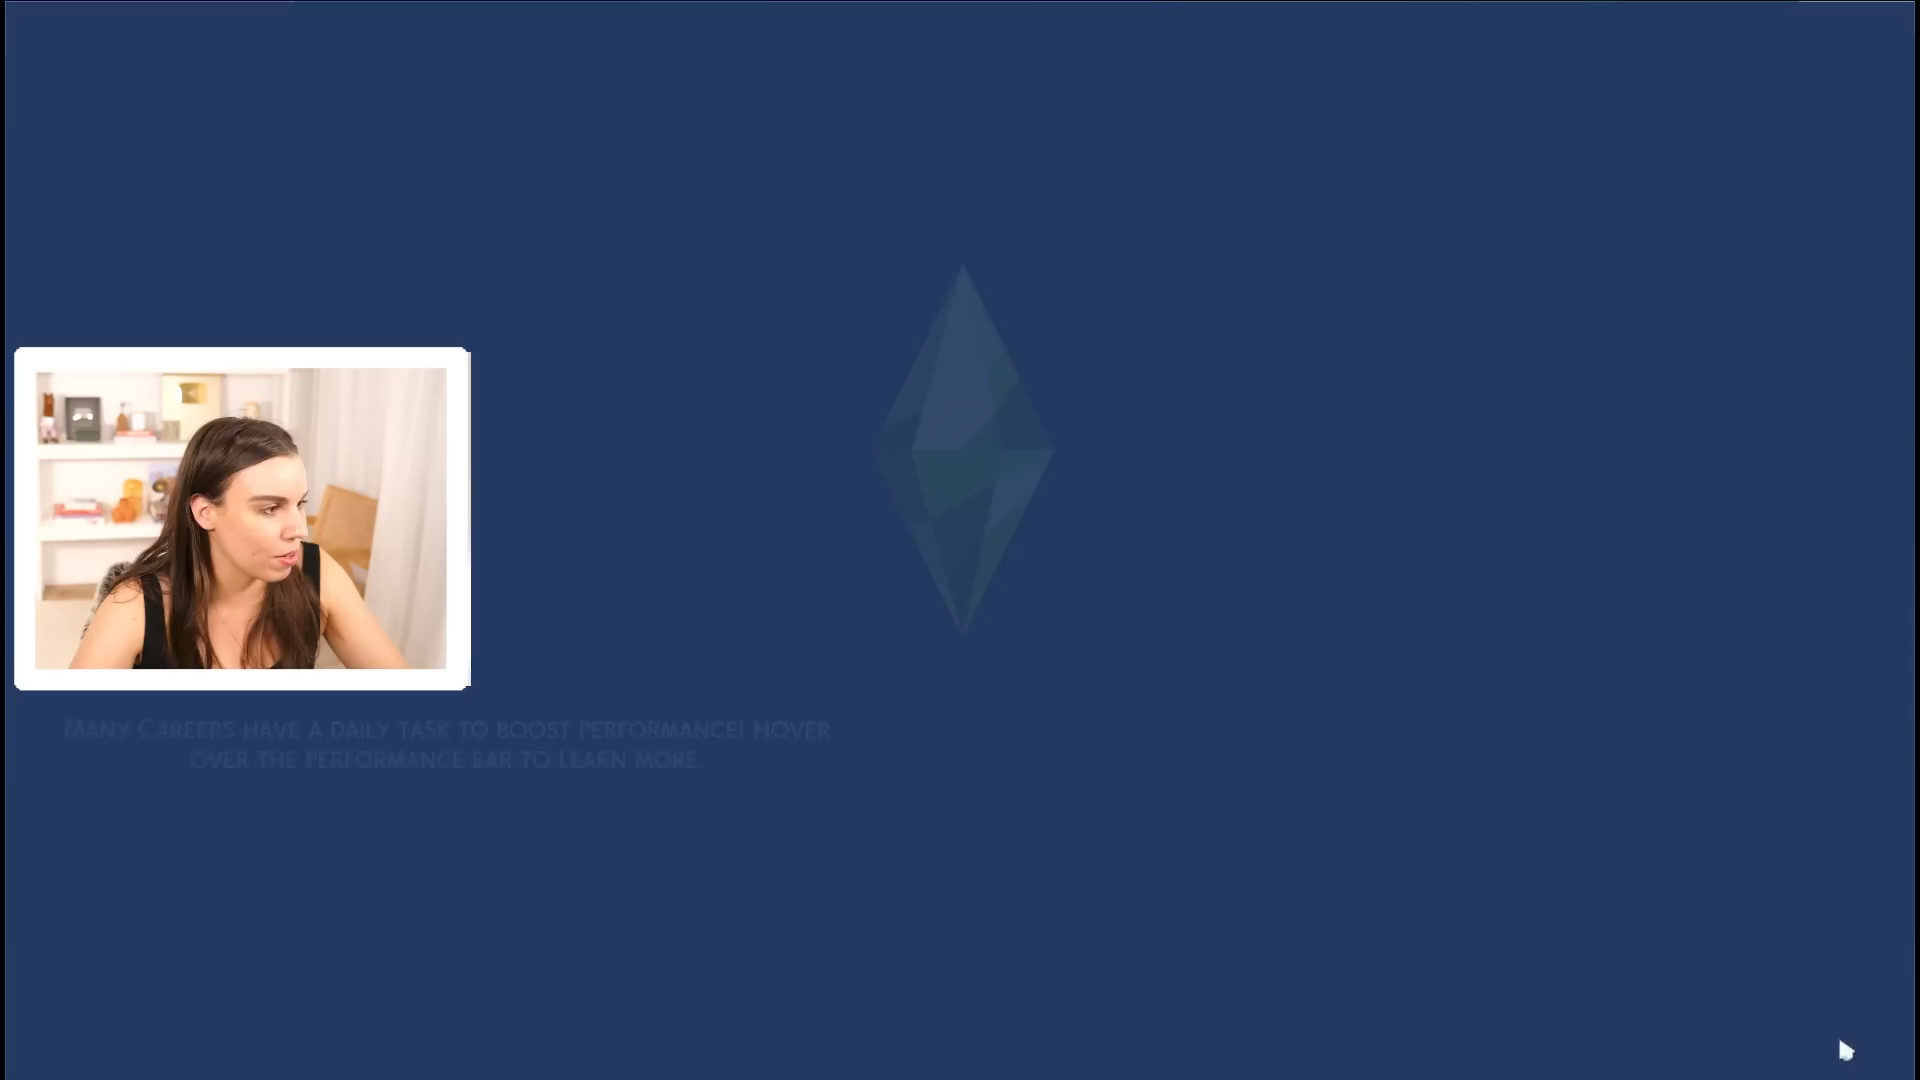 Many Careers have a daily task to boost Performance! Hover
over the performance bar to learn more.